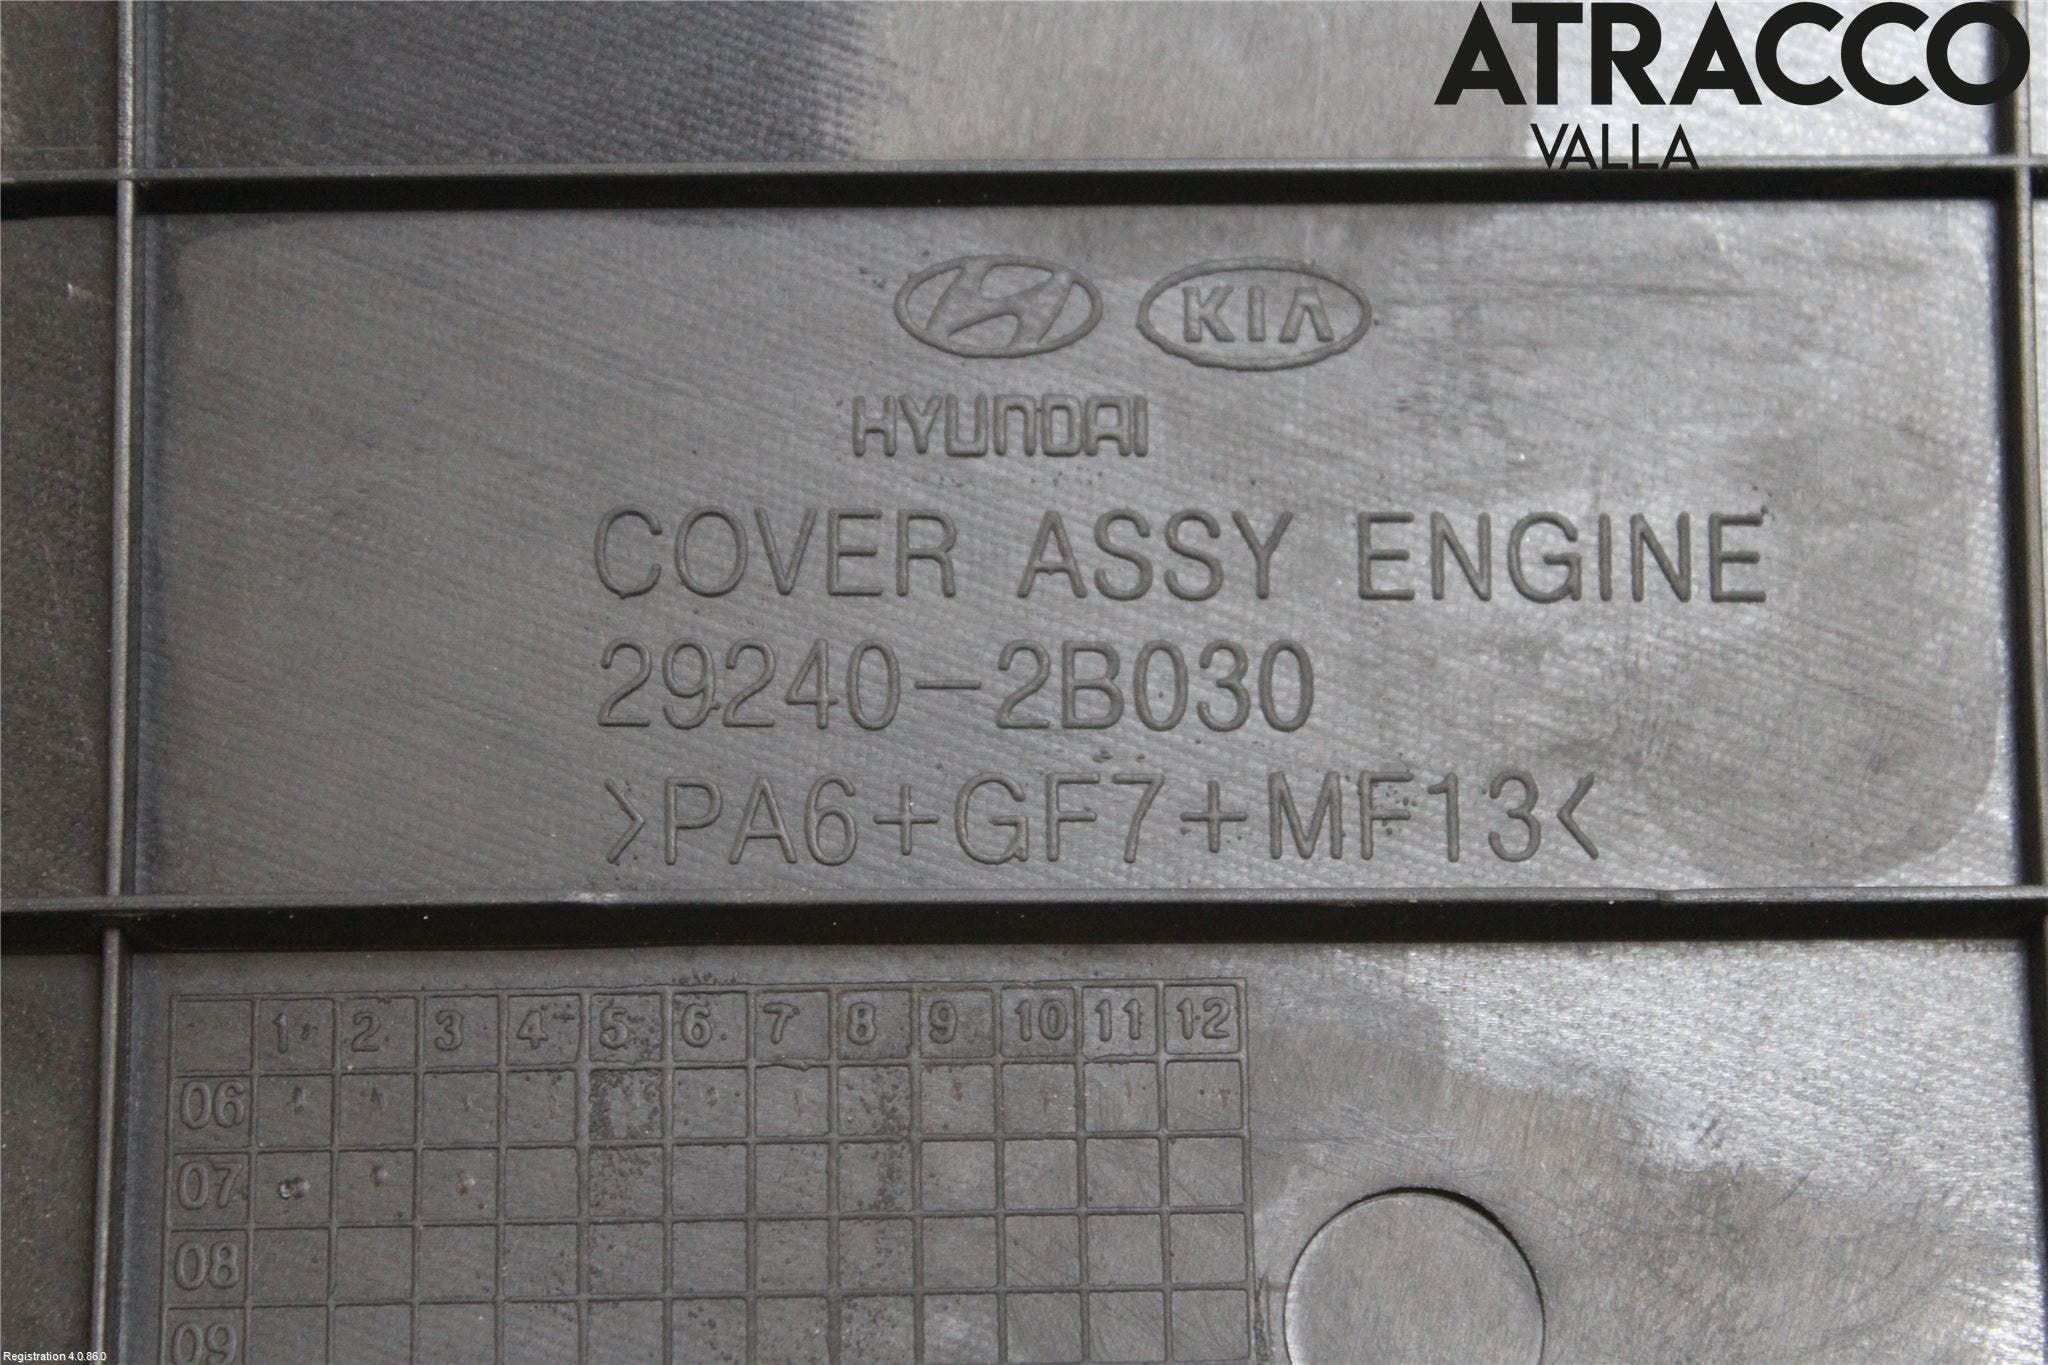 ATRACCO
VALLA
KIA
HYUNDAI
COVER ASSY ENGINE
29240-2B030
>PA6+GF7+MF13<
1 2 3 4 5 6 7 8 9 10 11 12
06
07
08
09
Registration 4.0.86.0